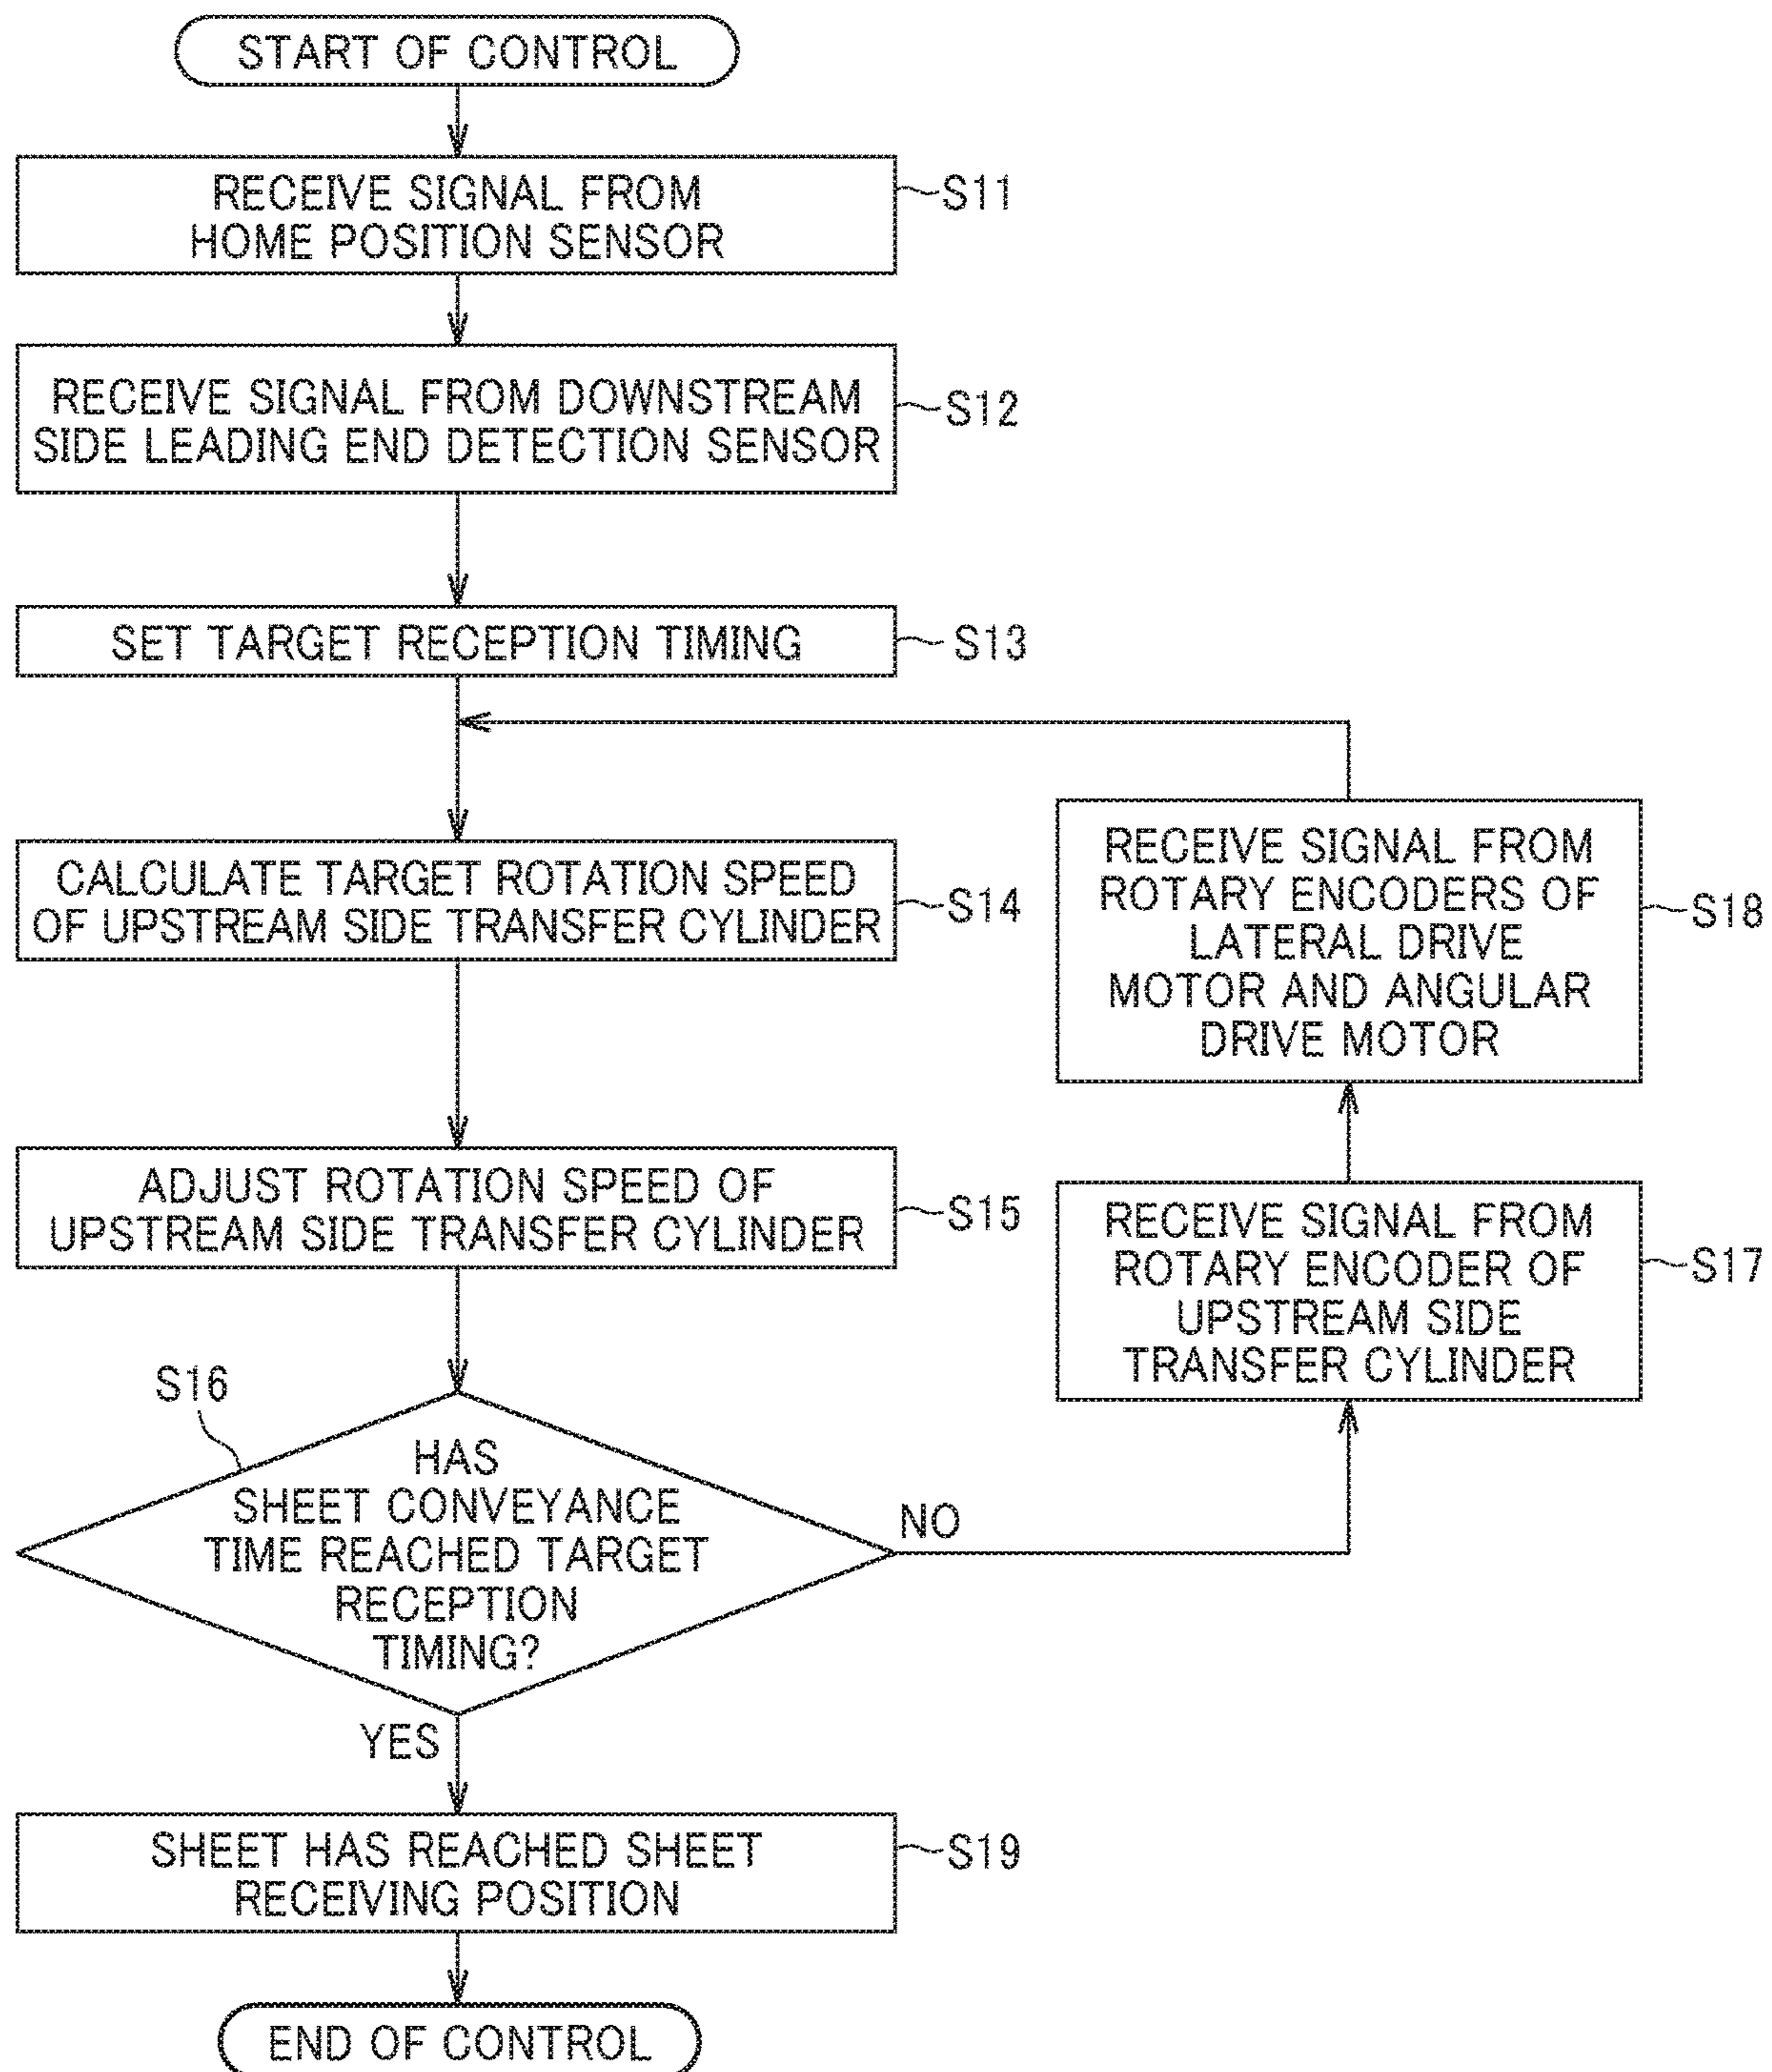 START OF CONTROL
RECEIVE SIGNAL FROM
HOME POSITION SENSOR
S11
RECEIVE SIGNAL FROM DOWNSTREAM
SIDE LEADING END DETECTION SENSOR
S12
SET TARGET RECEPTION TIMING
S13
CALCULATE TARGET ROTATION SPEED
OF UPSTREAM SIDE TRANSFER CYLINDER
S14
ADJUST ROTATION SPEED OF
UPSTREAM SIDE TRANSFER CYLINDER
S15
S16
HAS
SHEET CONVEYANCE
TIME REACHED TARGET
RECEPTION
TIMING?
NO
YES
RECEIVE SIGNAL FROM
ROTARY ENCODER OF
UPSTREAM SIDE
TRANSFER CYLINDER
S17
RECEIVE SIGNAL FROM
ROTARY ENCODERS OF
LATERAL DRIVE
MOTOR AND ANGULAR
DRIVE MOTOR
S18
SHEET HAS REACHED SHEET
RECEIVING POSITION
S19
END OF CONTROL